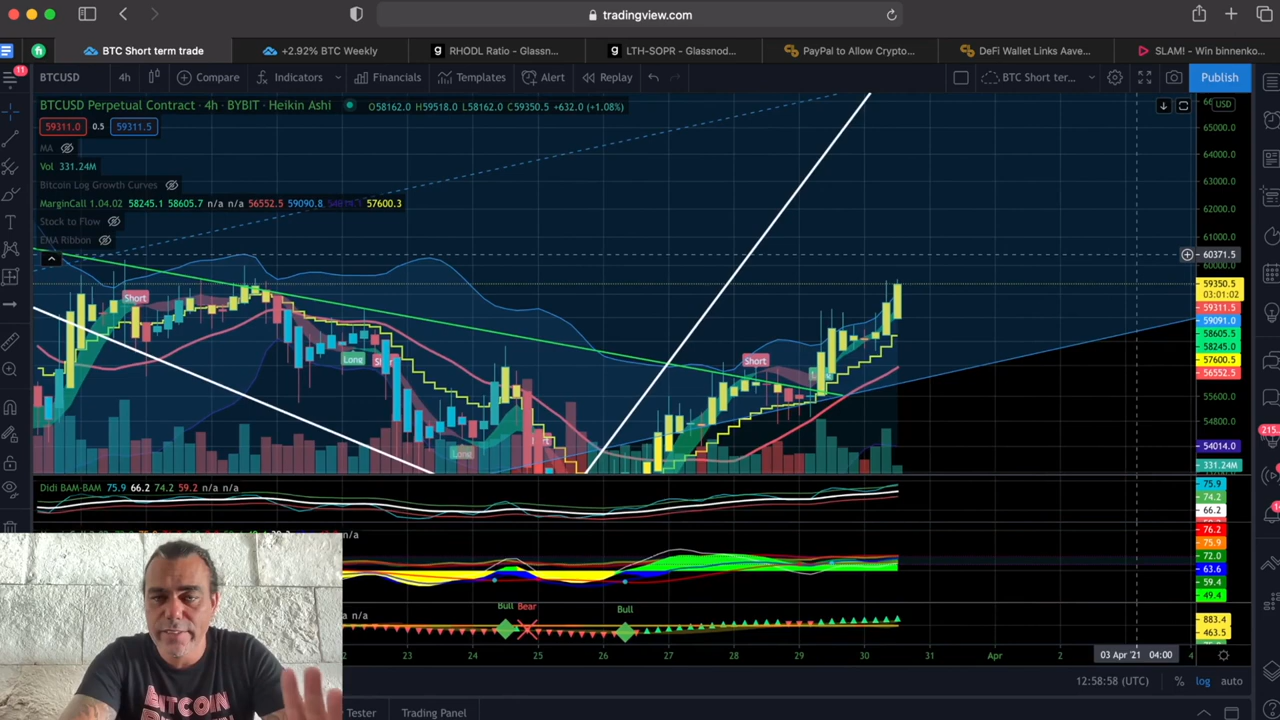 tradingview.com
BTC Short term trade
+2.92% BTC Weekly
RHODL Ratio - Glassn...
LTH-SOPR - Glassnod...
PayPal to Allow Crypto...
DeFi Wallet Links Aave...
SLAM! - Win binnenko...
11
BTCUSD
4h
Compare
Indicators
Financials
Templates
Alert
Replay
BTC Short ter...
Publish
BTCUSD Perpetual Contract · 4h · BYBIT · Heikin Ashi
O58162.0 H59518.0 L58162.0 C59350.5 +632.0 (+1.08%)
59311.0 0.5 59311.5
MA
Vol 331.24M
Bitcoin Log Growth Curves
MarginCall 1.04.02 58245.1 58605.7 n/a n/a 56552.5 59090.8 57600.3
Stock to Flow
EMA Ribbon
USD
65000.0
64000.0
63000.0
62000.0
61000.0
60371.5
60000.0
59350.5
03:01:02
59311.5
59091.0
58605.5
58245.0
57600.5
56552.5
55600.0
54800.0
54014.0
331.24M
Short
Long
Short
Long
Didi BAM-BAM 75.9 66.2 74.2 59.2 n/a n/a
75.9
74.2
66.2
n/a
76.2
75.9
72.0
63.6
59.4
49.4
a n/a
Bull
Bear
Bull
883.4
463.5
23
24
25
26
27
28
29
30
31
Apr
03 Apr '21 04:00
4
12:58:58 (UTC)
%
log
auto
Tester
Trading Panel
BITCOIN